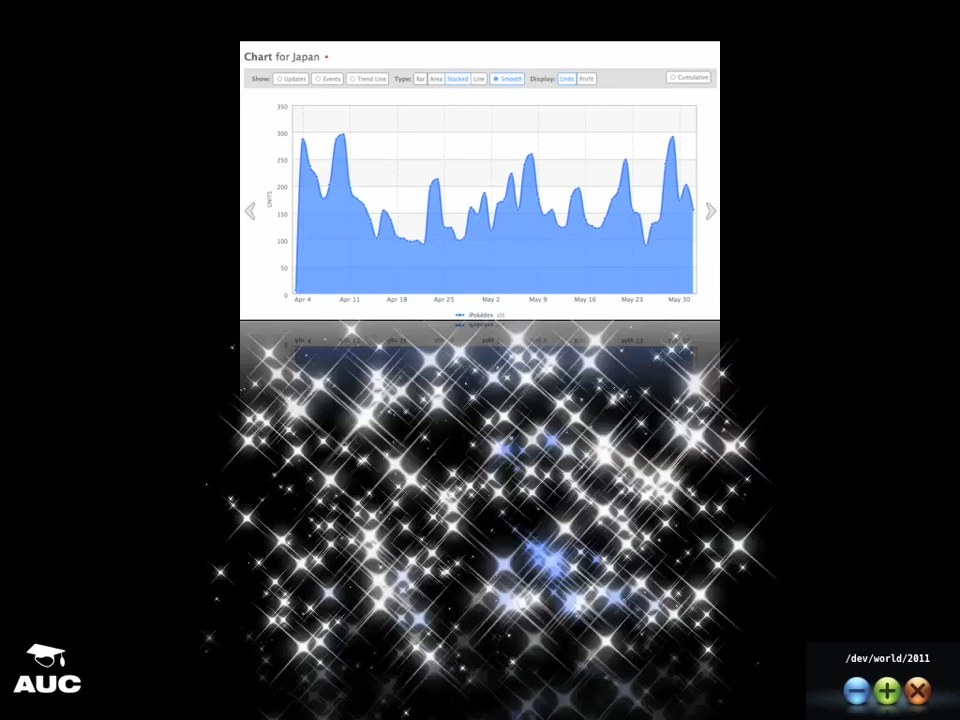 Chart for Japan
Show: Updates Events Trend Line Type: Bar Area Stacked Line Smooth Display: Units Profit Cumulative
350
300
250
200
150
100
50
0
UNITS
Apr 4 Apr 11 Apr 18 Apr 25 May 2 May 9 May 16 May 23 May 30
iPokédex iOS
/dev/world/2011
AUC